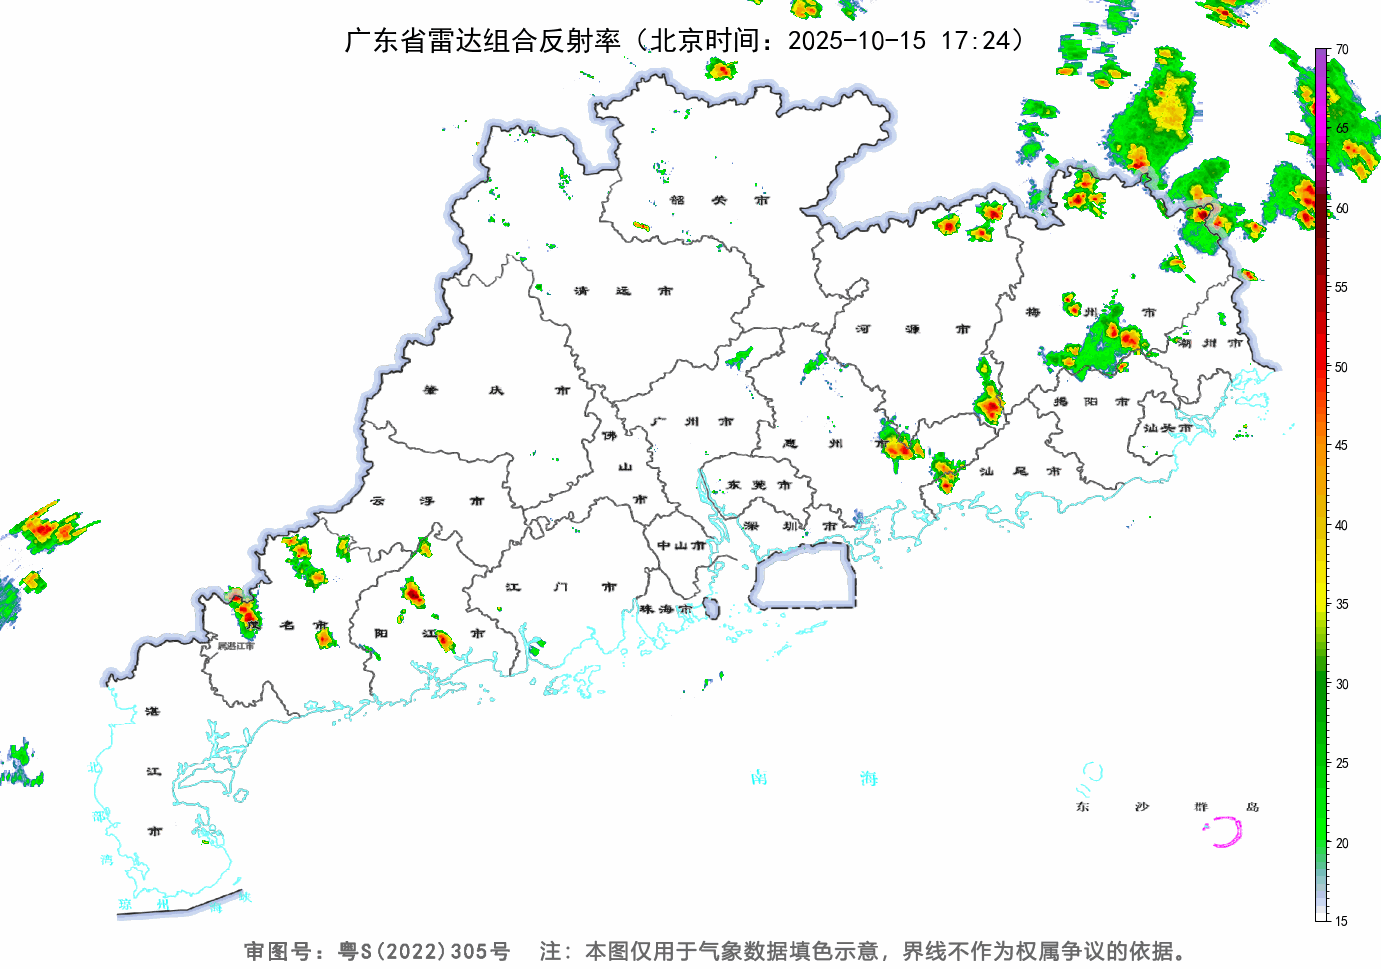 广东省雷达组合反射率（北京时间：2025-10-15 17:24）
70
65
60
55
50
45
40
35
30
25
20
15
韶关市
清远市
河源市
梅州市
潮州市
肇庆市
广州市
惠州市
揭阳市
汕头市
佛山市
云浮市
东莞市
汕尾市
深圳市
中山市
江门市
珠海市
茂名市
阳江市
属湛江市
湛江市
北部湾
南海
东沙群岛
琼州海峡
审图号：粤S(2022)305号 注：本图仅用于气象数据填色示意，界线不作为权属争议的依据。